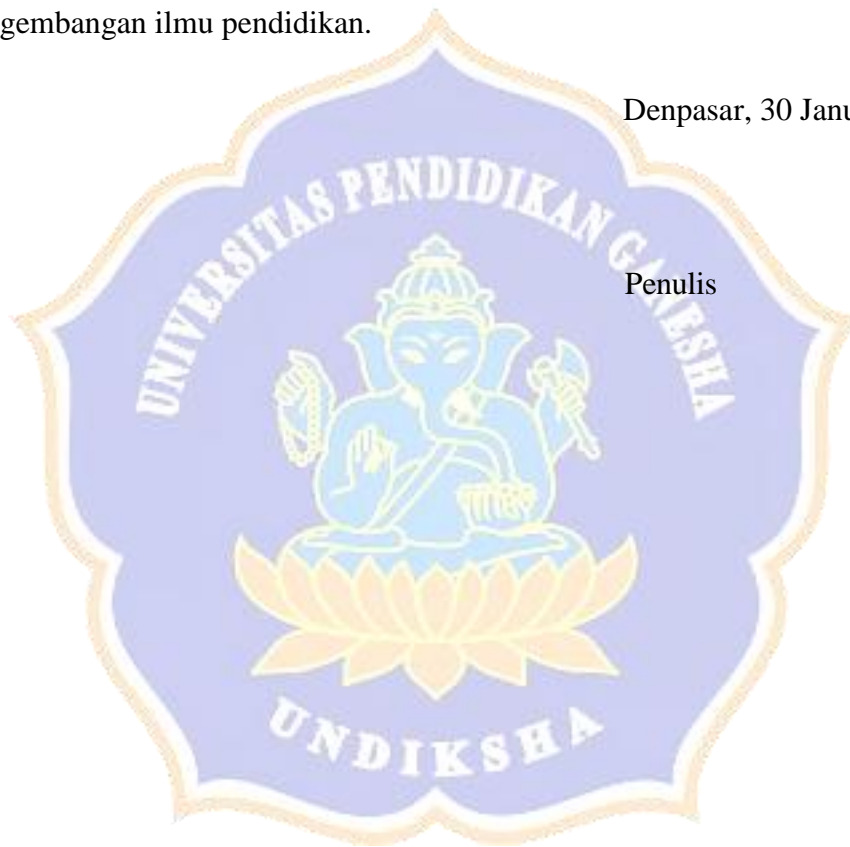 gembangan ilmu pendidikan.
Denpasar, 30 Janu
Penulis
UNIVERSITAS PENDIDIKAN GANESHA
UNDIKSHA